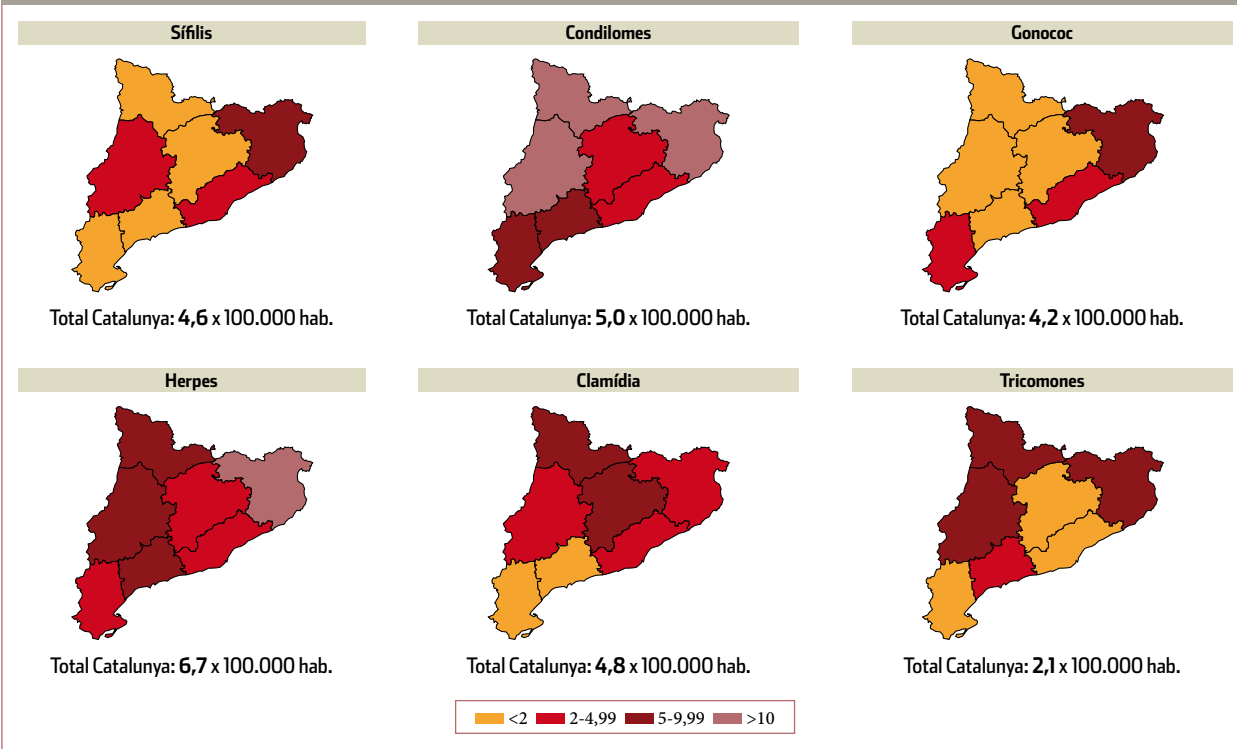 Sífilis
Condilomes
Gonococ
Total Catalunya: 4,6 x 100.000 hab.
Total Catalunya: 5,0 x 100.000 hab.
Total Catalunya: 4,2 x 100.000 hab.
Herpes
Clamídia
Tricomones
Total Catalunya: 6,7 x 100.000 hab.
Total Catalunya: 4,8 x 100.000 hab.
Total Catalunya: 2,1 x 100.000 hab.
<2 2-4,99 5-9,99 >10